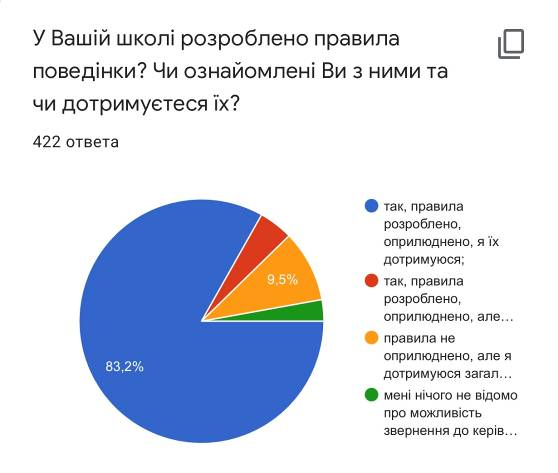 У Вашій школі розроблено правила
поведінки? Чи ознайомлені Ви з ними та
чи дотримуєтеся їх?
422 ответа
так, правила
розроблено,
оприлюднено, я їх
дотримуюся;
так, правила
розроблено,
оприлюднено, але…
правила не
оприлюднено, але я
дотримуюся загал…
мені нічого не відомо
про можливість
звернення до керів…
9,5%
83,2%